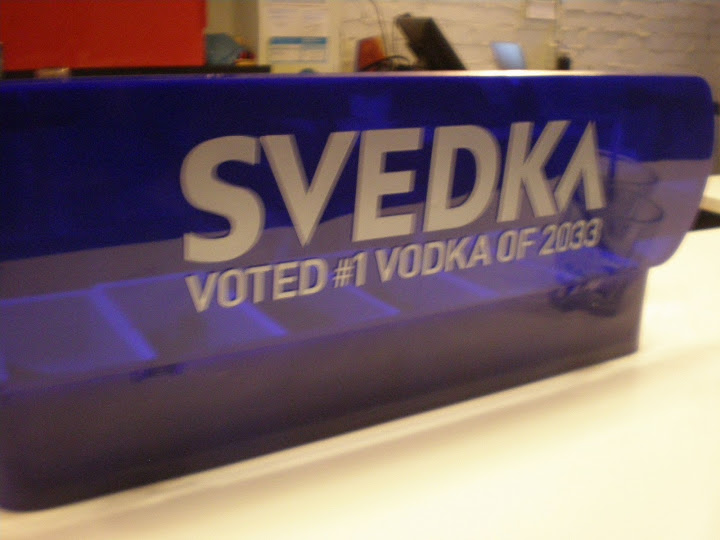 SVEDKA
VOTED #1 VODKA OF 2033